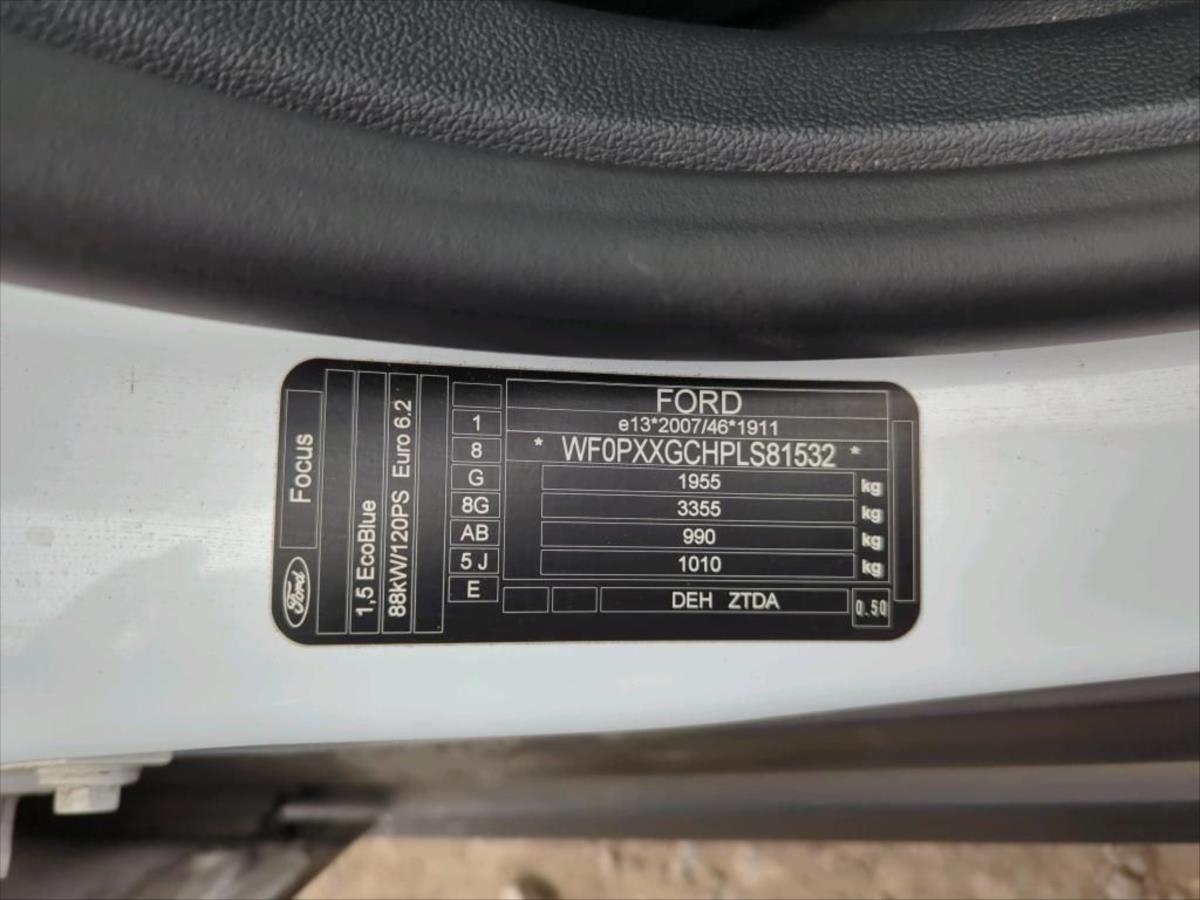 FORD
e13*2007/46*1911
* WF0PXXGCHPLS81532 *
1955 kg
3355 kg
990 kg
1010 kg
DEH ZTDA
0.50
1
8
G
8G
AB
5 J
E
Focus
Ford
1,5 EcoBlue
88kW/120PS Euro 6.2